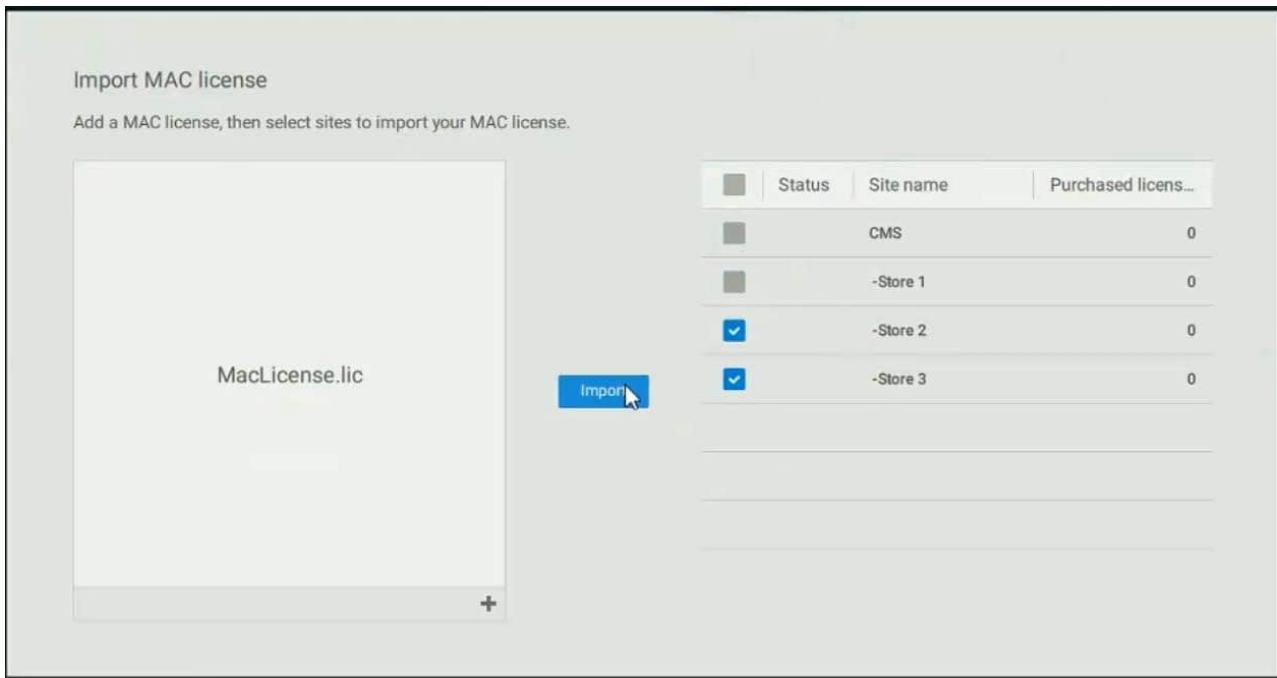 Import MAC license
Add a MAC license, then select sites to import your MAC license.
MacLicense.lic
+
Import
Status Site name Purchased licens...
CMS 0
-Store 1 0
-Store 2 0
-Store 3 0